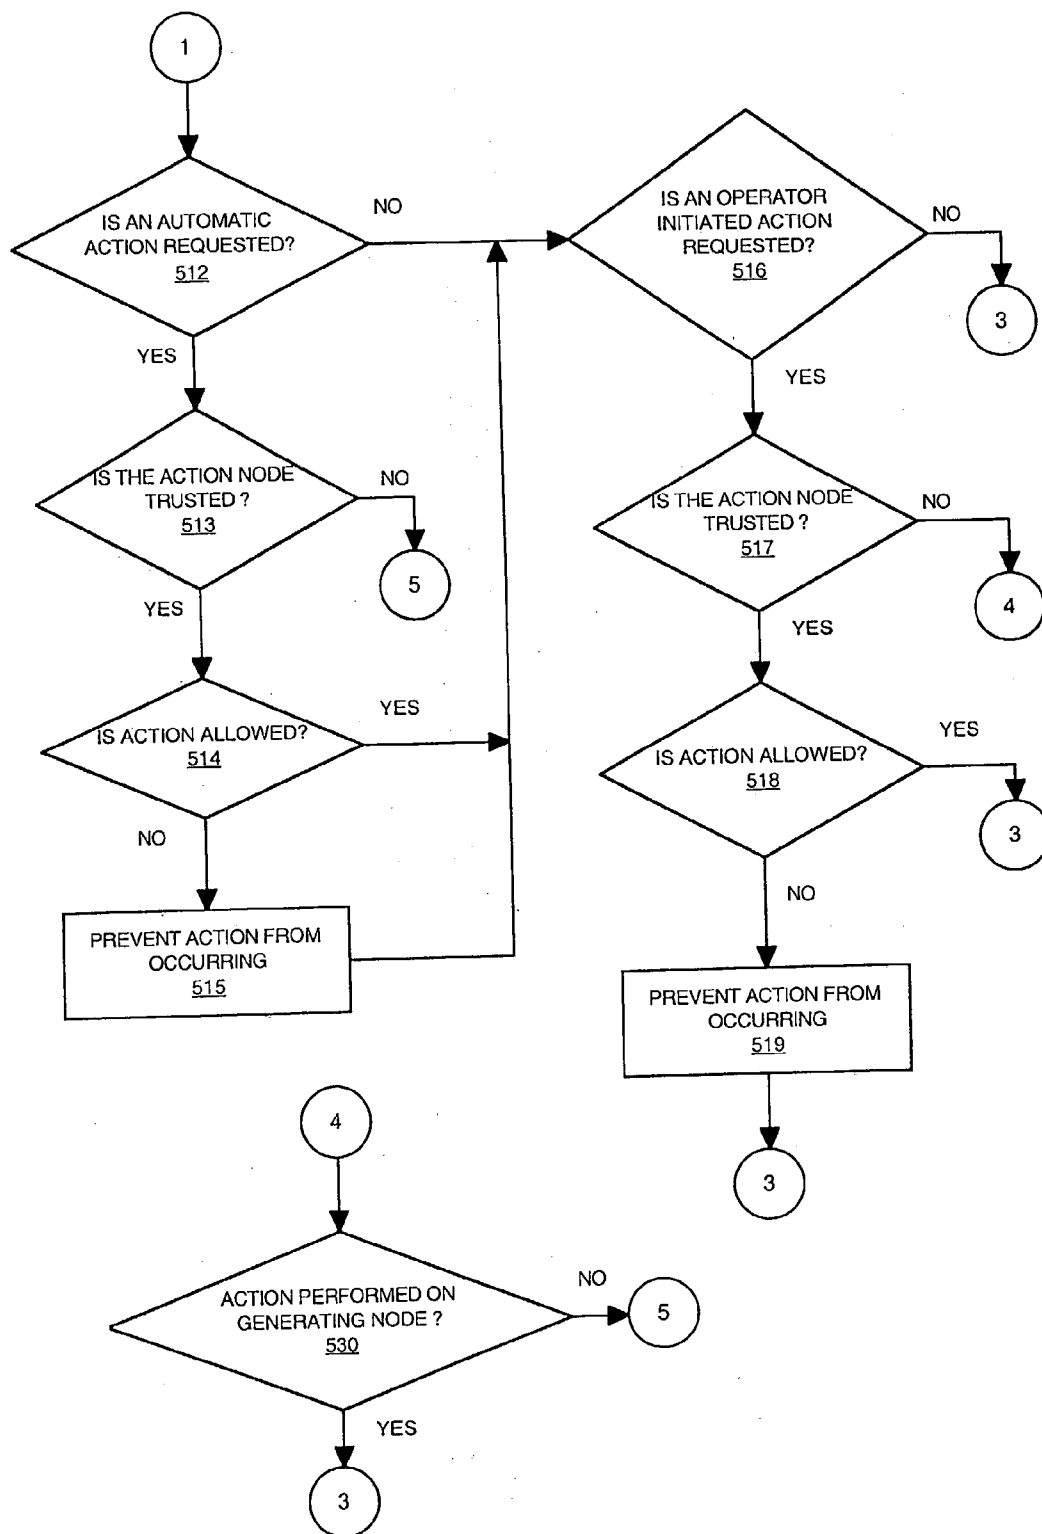 1
IS AN AUTOMATIC
ACTION REQUESTED?
512
NO
YES
IS THE ACTION NODE
TRUSTED ?
513
NO
5
YES
IS ACTION ALLOWED?
514
YES
NO
PREVENT ACTION FROM
OCCURRING
515
IS AN OPERATOR
INITIATED ACTION
REQUESTED?
516
NO
3
YES
IS THE ACTION NODE
TRUSTED ?
517
NO
4
YES
IS ACTION ALLOWED?
518
YES
3
NO
PREVENT ACTION FROM
OCCURRING
519
3
4
ACTION PERFORMED ON
GENERATING NODE ?
530
NO
5
YES
3